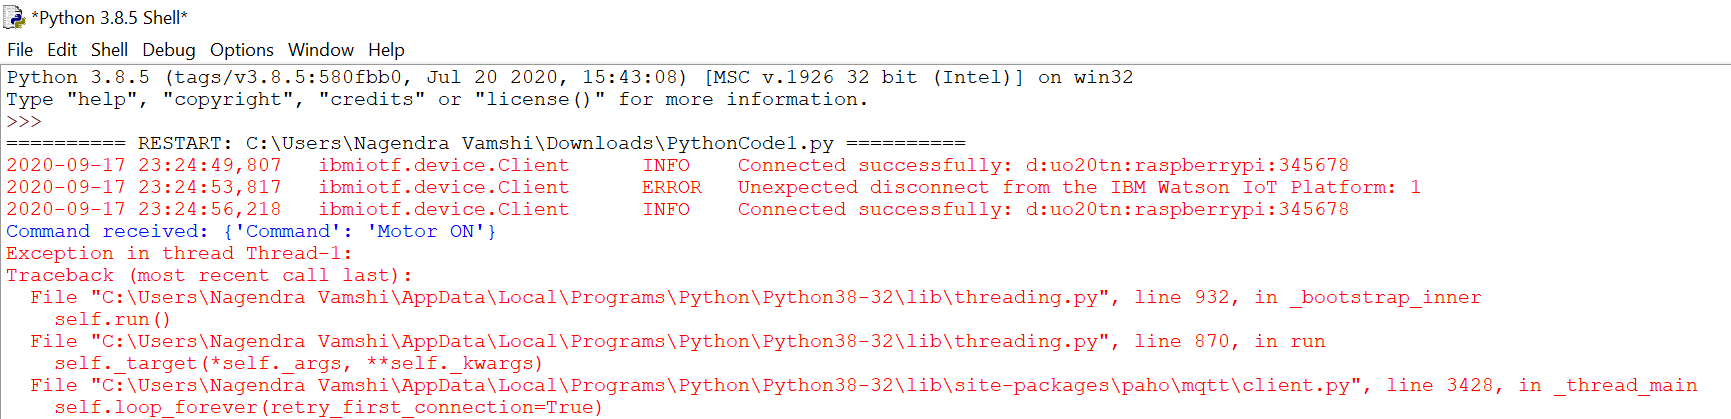 *Python 3.8.5 Shell*
File Edit Shell Debug Options Window Help
Python 3.8.5 (tags/v3.8.5:580fbb0, Jul 20 2020, 15:43:08) [MSC v.1926 32 bit (Intel)] on win32
Type "help", "copyright", "credits" or "license()" for more information.
>>>
========== RESTART: C:\Users\Nagendra Vamshi\Downloads\PythonCode1.py ==========
2020-09-17 23:24:49,807   ibmiotf.device.Client      INFO    Connected successfully: d:uo20tn:raspberrypi:345678
2020-09-17 23:24:53,817   ibmiotf.device.Client      ERROR   Unexpected disconnect from the IBM Watson IoT Platform: 1
2020-09-17 23:24:56,218   ibmiotf.device.Client      INFO    Connected successfully: d:uo20tn:raspberrypi:345678
Command received: {'Command': 'Motor ON'}
Exception in thread Thread-1:
Traceback (most recent call last):
  File "C:\Users\Nagendra Vamshi\AppData\Local\Programs\Python\Python38-32\lib\threading.py", line 932, in _bootstrap_inner
    self.run()
  File "C:\Users\Nagendra Vamshi\AppData\Local\Programs\Python\Python38-32\lib\threading.py", line 870, in run
    self._target(*self._args, **self._kwargs)
  File "C:\Users\Nagendra Vamshi\AppData\Local\Programs\Python\Python38-32\lib\site-packages\paho\mqtt\client.py", line 3428, in _thread_main
    self.loop_forever(retry_first_connection=True)